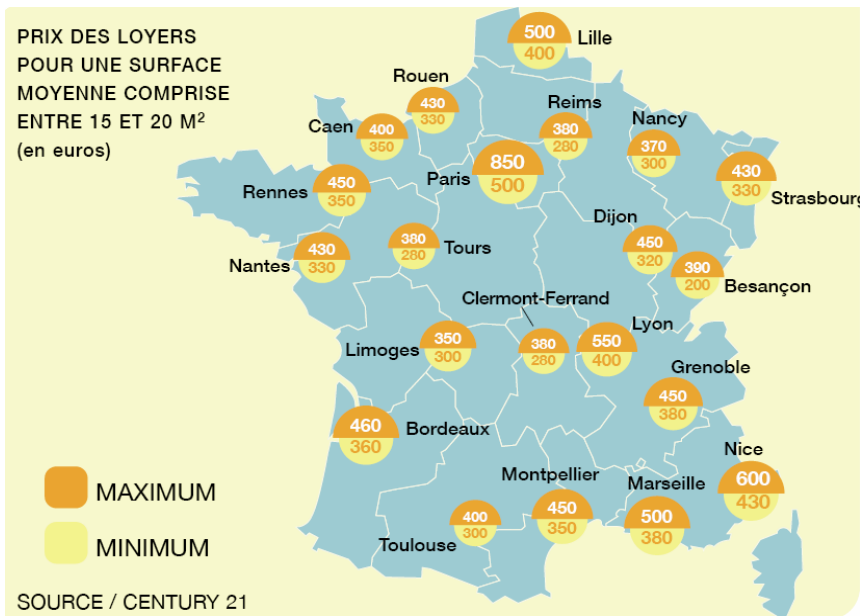 PRIX DES LOYERS
POUR UNE SURFACE
MOYENNE COMPRISE
ENTRE 15 ET 20 M²
(en euros)
500
400
Lille
Rouen
430
330
Caen
400
350
Reims
380
280
Nancy
370
300
Paris
850
500
430
330
Strasbourg
Rennes
450
350
Dijon
450
320
Nantes
430
330
380
280
Tours
390
200
Besançon
Clermont-Ferrand
380
280
Lyon
550
400
Limoges
350
300
Grenoble
450
380
460
360
Bordeaux
Nice
600
430
Montpellier
450
350
Marseille
500
380
Toulouse
400
300
MAXIMUM
MINIMUM
SOURCE / CENTURY 21